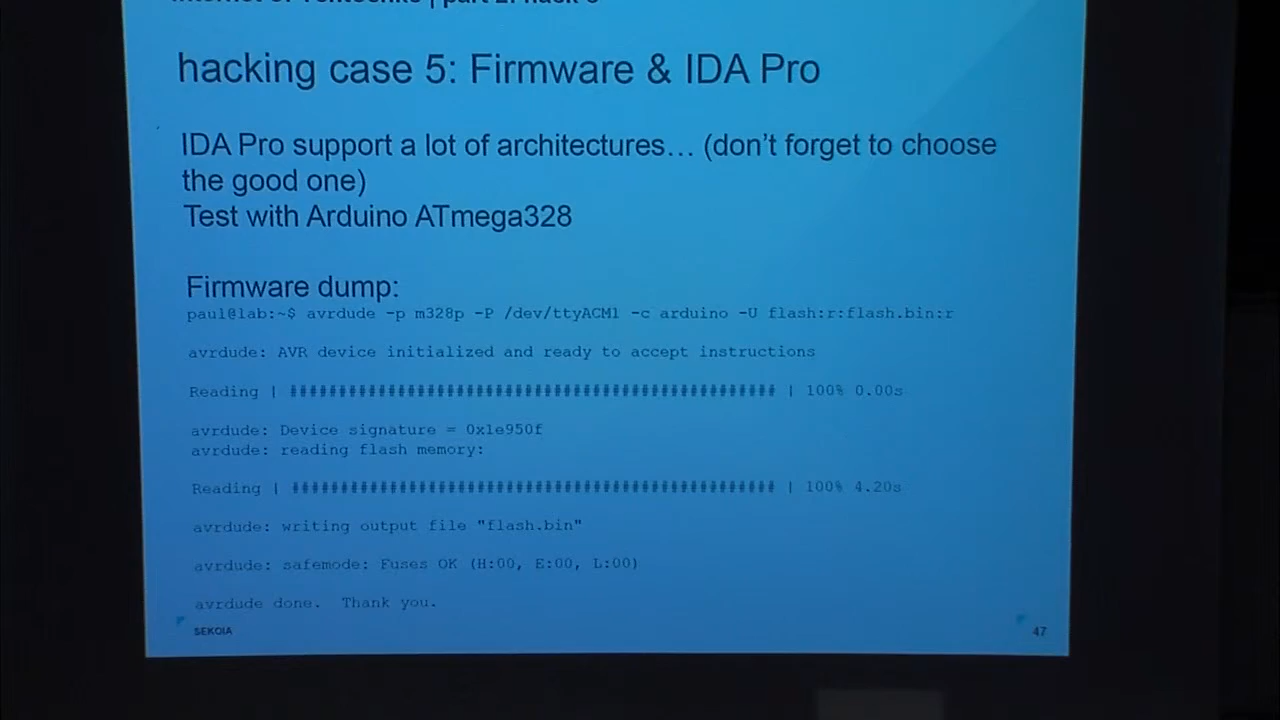 hacking case 5: Firmware & IDA Pro
IDA Pro support a lot of architectures… (don't forget to choose
the good one)
Test with Arduino ATmega328
Firmware dump:
paul@lab:~$ avrdude -p m328p -P /dev/ttyACM1 -c arduino -U flash:r:flash.bin:r
avrdude: AVR device initialized and ready to accept instructions
Reading | ################################################## | 100% 0.00s
avrdude: Device signature = 0x1e950f
avrdude: reading flash memory:
Reading | ################################################## | 100% 4.20s
avrdude: writing output file "flash.bin"
avrdude: safemode: Fuses OK (H:00, E:00, L:00)
avrdude done. Thank you.
SEKOIA
47